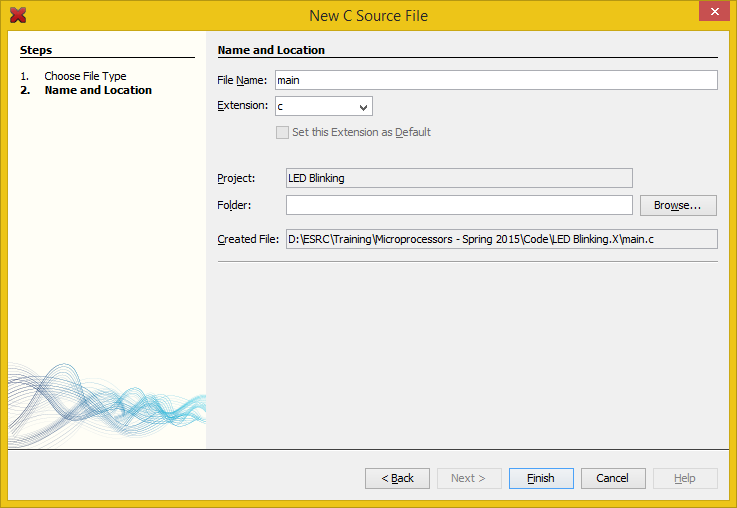 New C Source File
Steps
1. Choose File Type
2. Name and Location
Name and Location
File Name: main
Extension: c
Set this Extension as Default
Project: LED Blinking
Folder: Browse...
Created File: D:\ESRC\Training\Microprocessors - Spring 2015\Code\LED Blinking.X\main.c
< Back Next > Finish Cancel Help